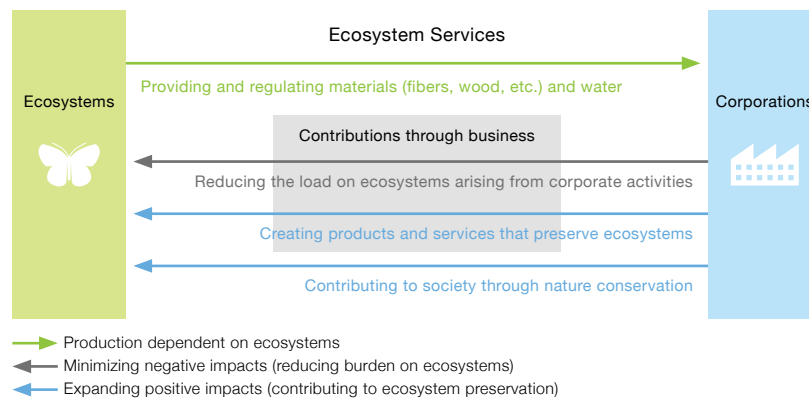 Ecosystem Services
Providing and regulating materials (fibers, wood, etc.) and water
Ecosystems
Corporations
Contributions through business
Reducing the load on ecosystems arising from corporate activities
Creating products and services that preserve ecosystems
Contributing to society through nature conservation
Production dependent on ecosystems
Minimizing negative impacts (reducing burden on ecosystems)
Expanding positive impacts (contributing to ecosystem preservation)